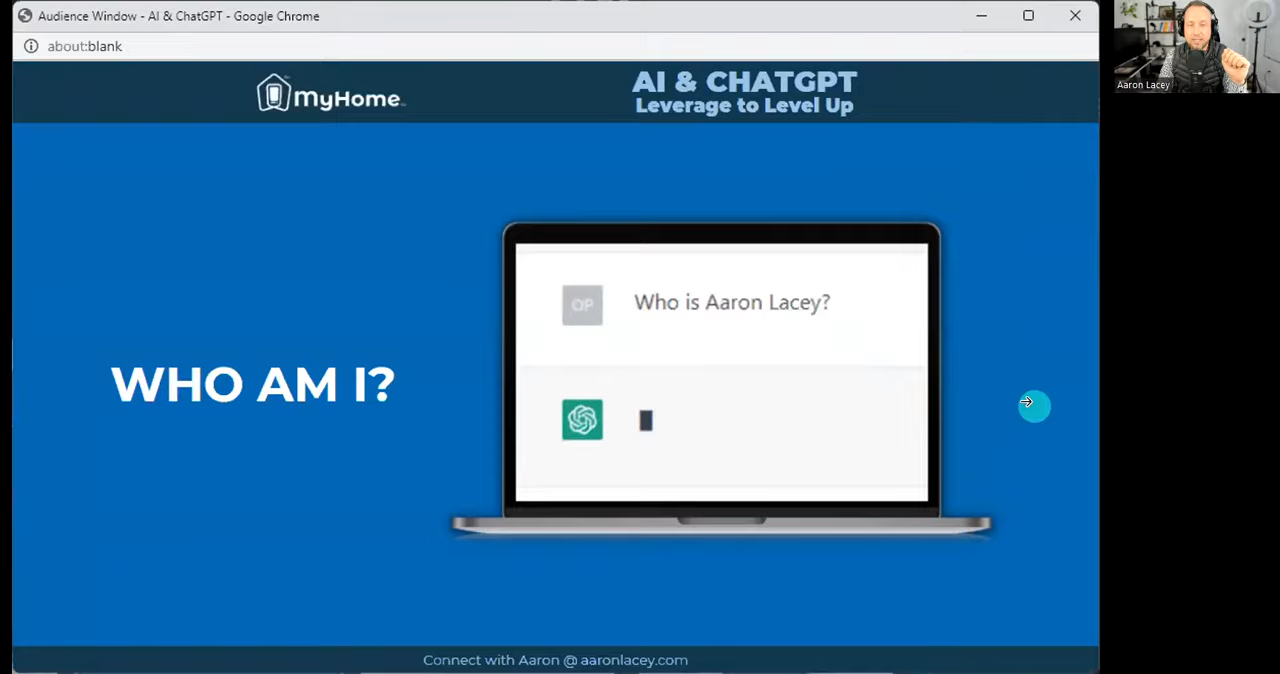 Audience Window - AI & ChatGPT - Google Chrome
about:blank
MyHome
AI & CHATGPT
Leverage to Level Up
Aaron Lacey
WHO AM I?
OP
Who is Aaron Lacey?
Connect with Aaron @ aaronlacey.com